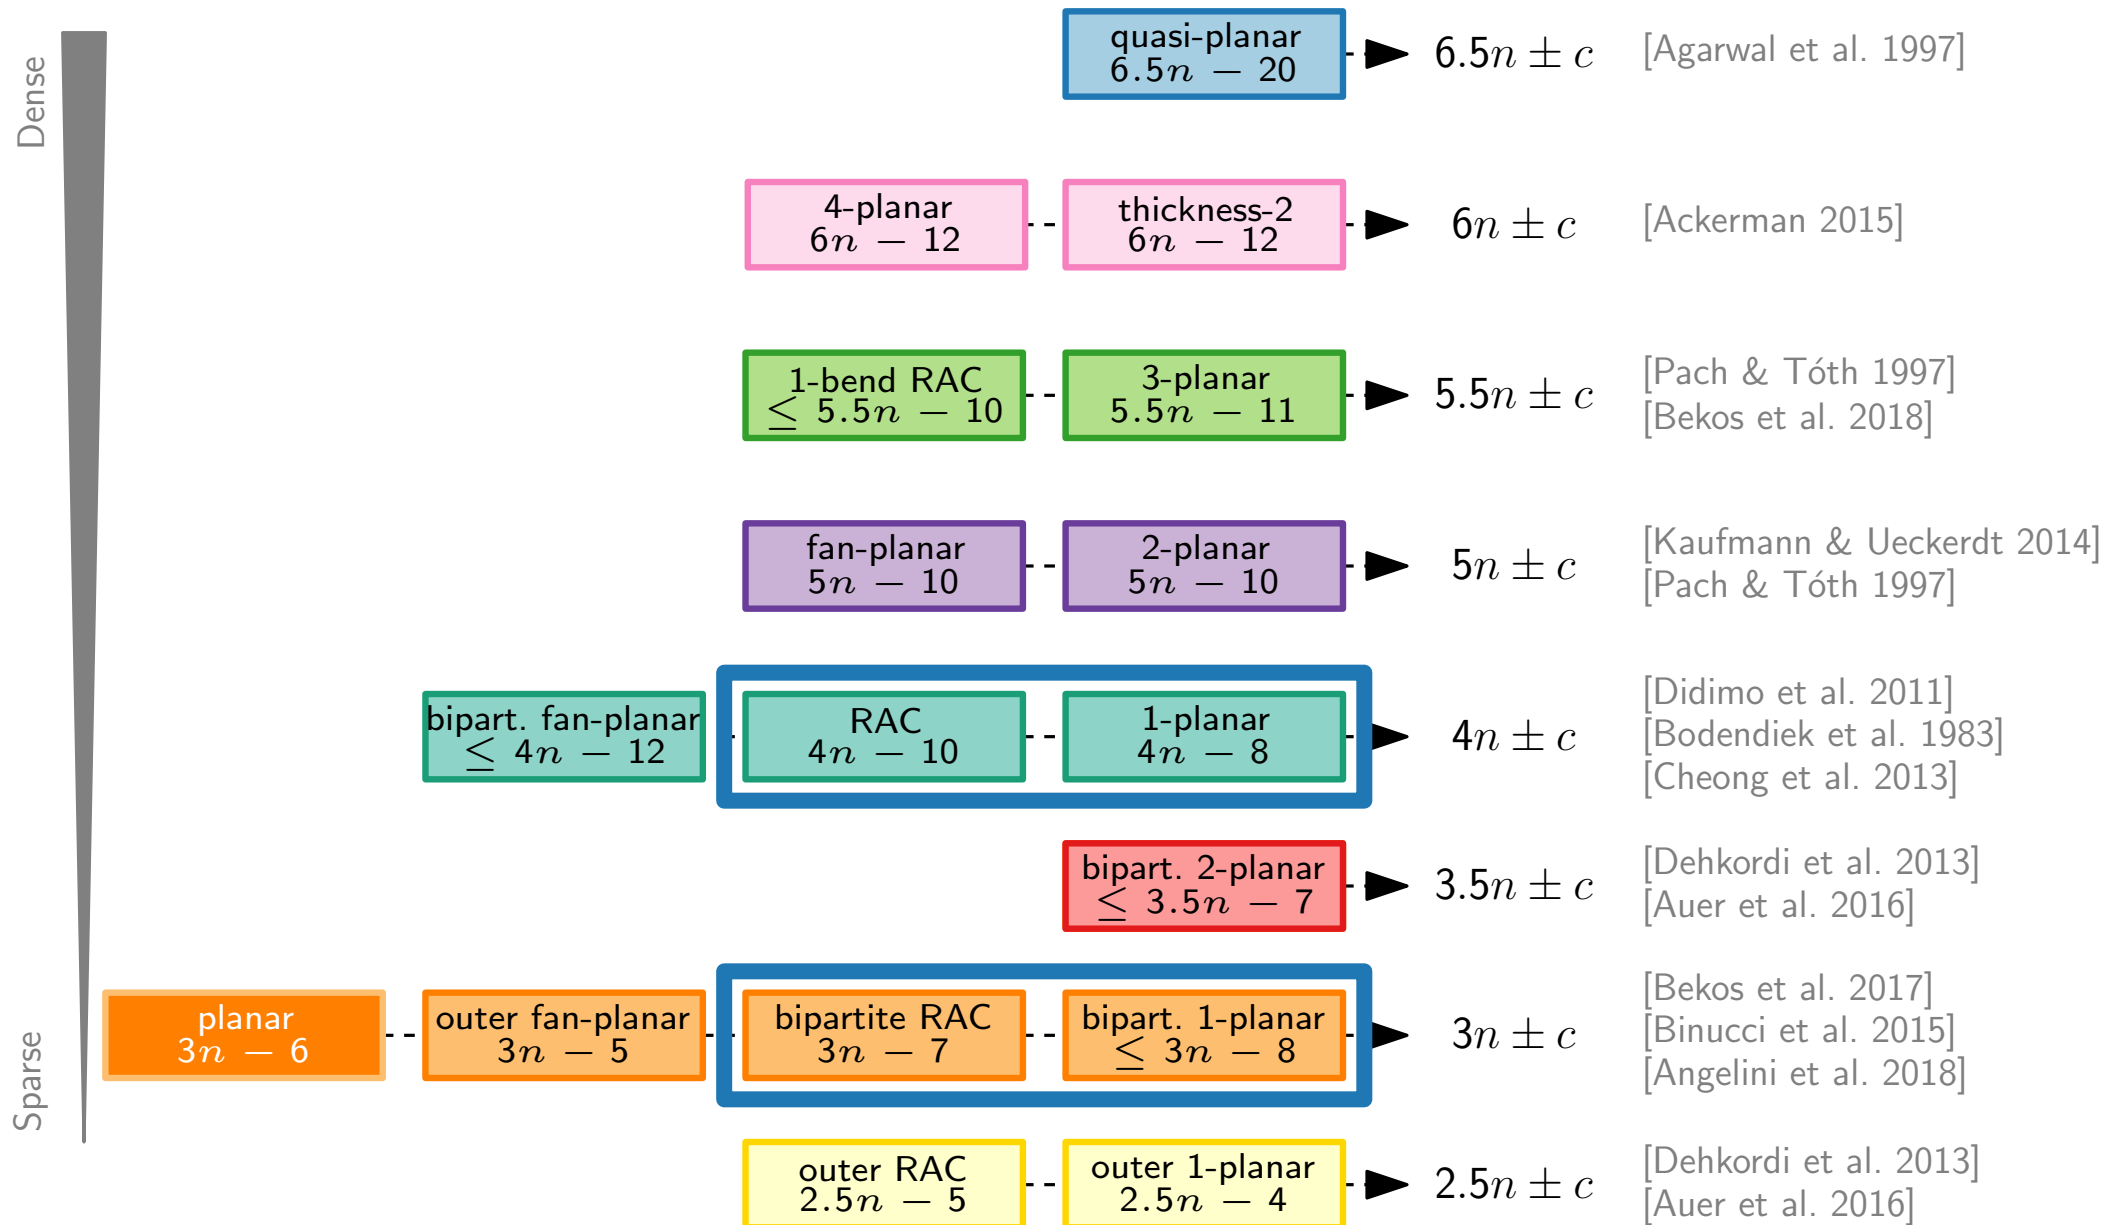 Dense
quasi-planar
6.5n − 20
6.5n ± c
[Agarwal et al. 1997]
4-planar
6n − 12
thickness-2
6n − 12
6n ± c
[Ackerman 2015]
1-bend RAC
≤ 5.5n − 10
3-planar
5.5n − 11
5.5n ± c
[Pach & Tóth 1997]
[Bekos et al. 2018]
fan-planar
5n − 10
2-planar
5n − 10
5n ± c
[Kaufmann & Ueckerdt 2014]
[Pach & Tóth 1997]
bipart. fan-planar
≤ 4n − 12
RAC
4n − 10
1-planar
4n − 8
4n ± c
[Didimo et al. 2011]
[Bodendiek et al. 1983]
[Cheong et al. 2013]
bipart. 2-planar
≤ 3.5n − 7
3.5n ± c
[Dehkordi et al. 2013]
[Auer et al. 2016]
Sparse
planar
3n − 6
outer fan-planar
3n − 5
bipartite RAC
3n − 7
bipart. 1-planar
≤ 3n − 8
3n ± c
[Bekos et al. 2017]
[Binucci et al. 2015]
[Angelini et al. 2018]
outer RAC
2.5n − 5
outer 1-planar
2.5n − 4
2.5n ± c
[Dehkordi et al. 2013]
[Auer et al. 2016]